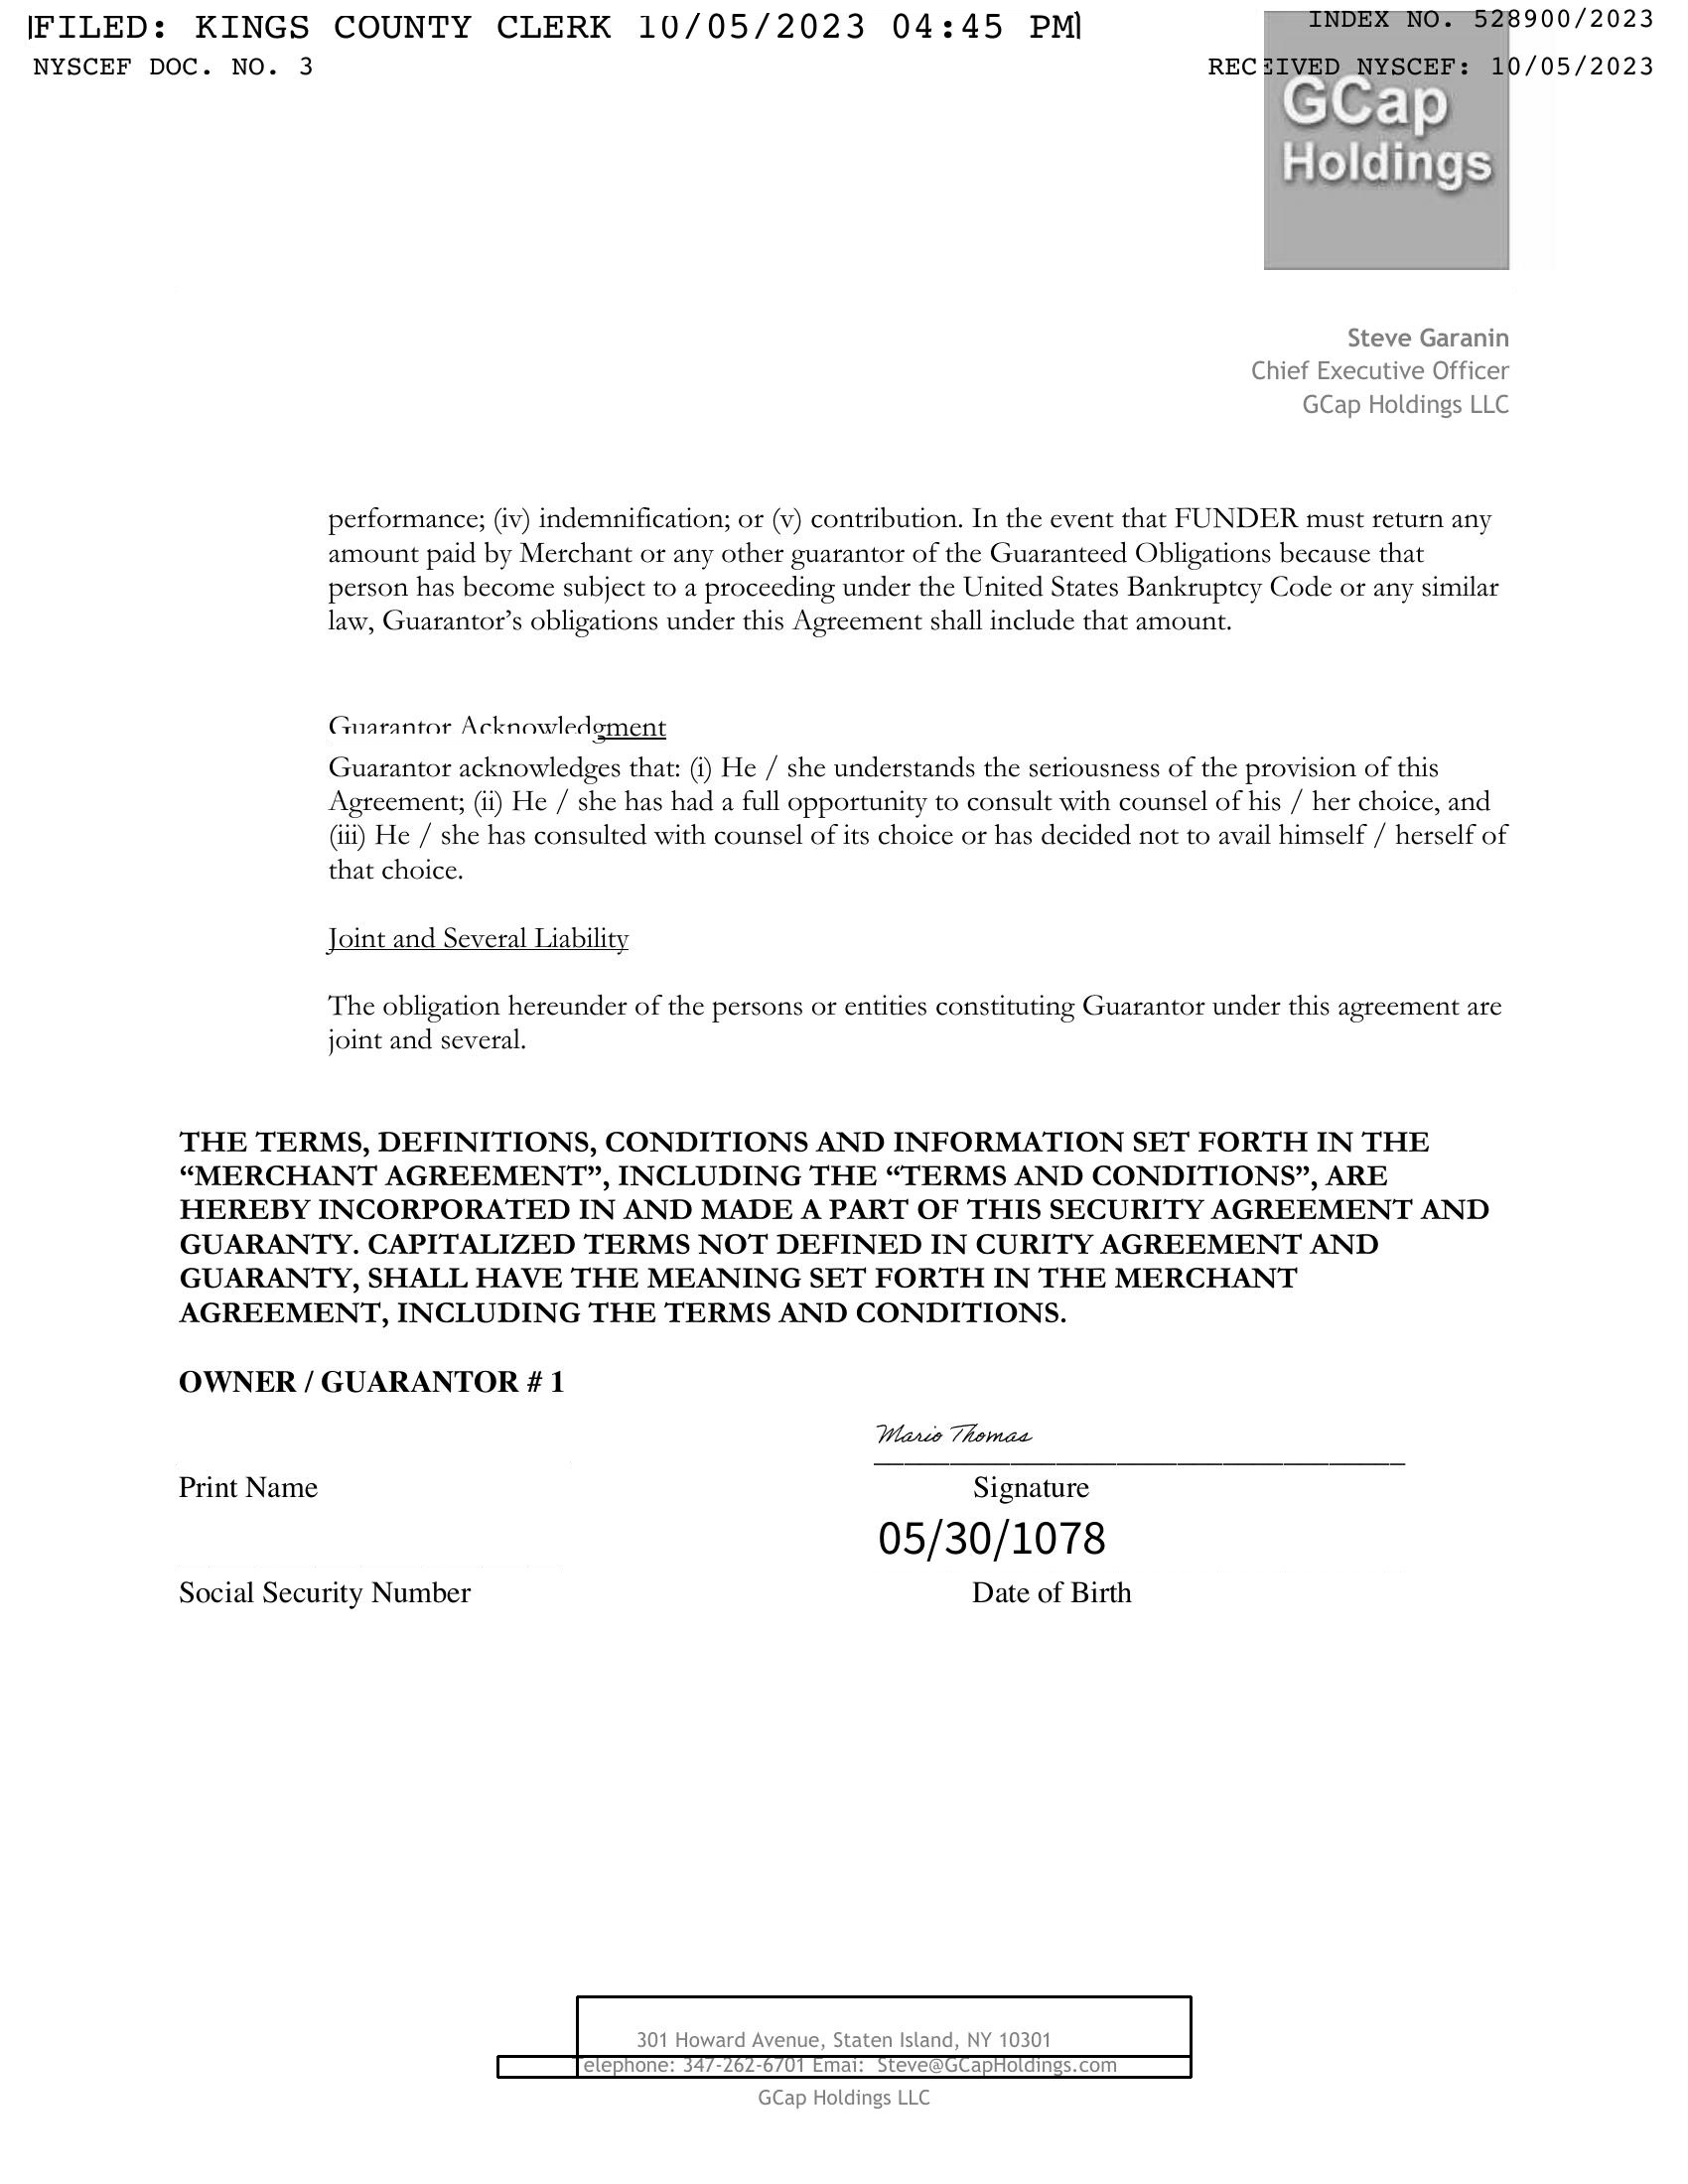 FILED: KINGS COUNTY CLERK 10/05/2023 04:45 PM
INDEX NO. 528900/2023
NYSCEF DOC. NO. 3
RECEIVED NYSCEF: 10/05/2023
GCap
Holdings
Steve Garanin
Chief Executive Officer
GCap Holdings LLC
performance; (iv) indemnification; or (v) contribution. In the event that FUNDER must return any
amount paid by Merchant or any other guarantor of the Guaranteed Obligations because that
person has become subject to a proceeding under the United States Bankruptcy Code or any similar
law, Guarantor’s obligations under this Agreement shall include that amount.
Guarantor Acknowledgment
Guarantor acknowledges that: (i) He / she understands the seriousness of the provision of this
Agreement; (ii) He / she has had a full opportunity to consult with counsel of his / her choice, and
(iii) He / she has consulted with counsel of its choice or has decided not to avail himself / herself of
that choice.
Joint and Several Liability
The obligation hereunder of the persons or entities constituting Guarantor under this agreement are
joint and several.
THE TERMS, DEFINITIONS, CONDITIONS AND INFORMATION SET FORTH IN THE
“MERCHANT AGREEMENT”, INCLUDING THE “TERMS AND CONDITIONS”, ARE
HEREBY INCORPORATED IN AND MADE A PART OF THIS SECURITY AGREEMENT AND
GUARANTY. CAPITALIZED TERMS NOT DEFINED IN CURITY AGREEMENT AND
GUARANTY, SHALL HAVE THE MEANING SET FORTH IN THE MERCHANT
AGREEMENT, INCLUDING THE TERMS AND CONDITIONS.
OWNER / GUARANTOR # 1
Mario Thomas
Print Name Signature
05/30/1078
Social Security Number Date of Birth
301 Howard Avenue, Staten Island, NY 10301
elephone: 347-262-6701 Emai: Steve@GCapHoldings.com
GCap Holdings LLC